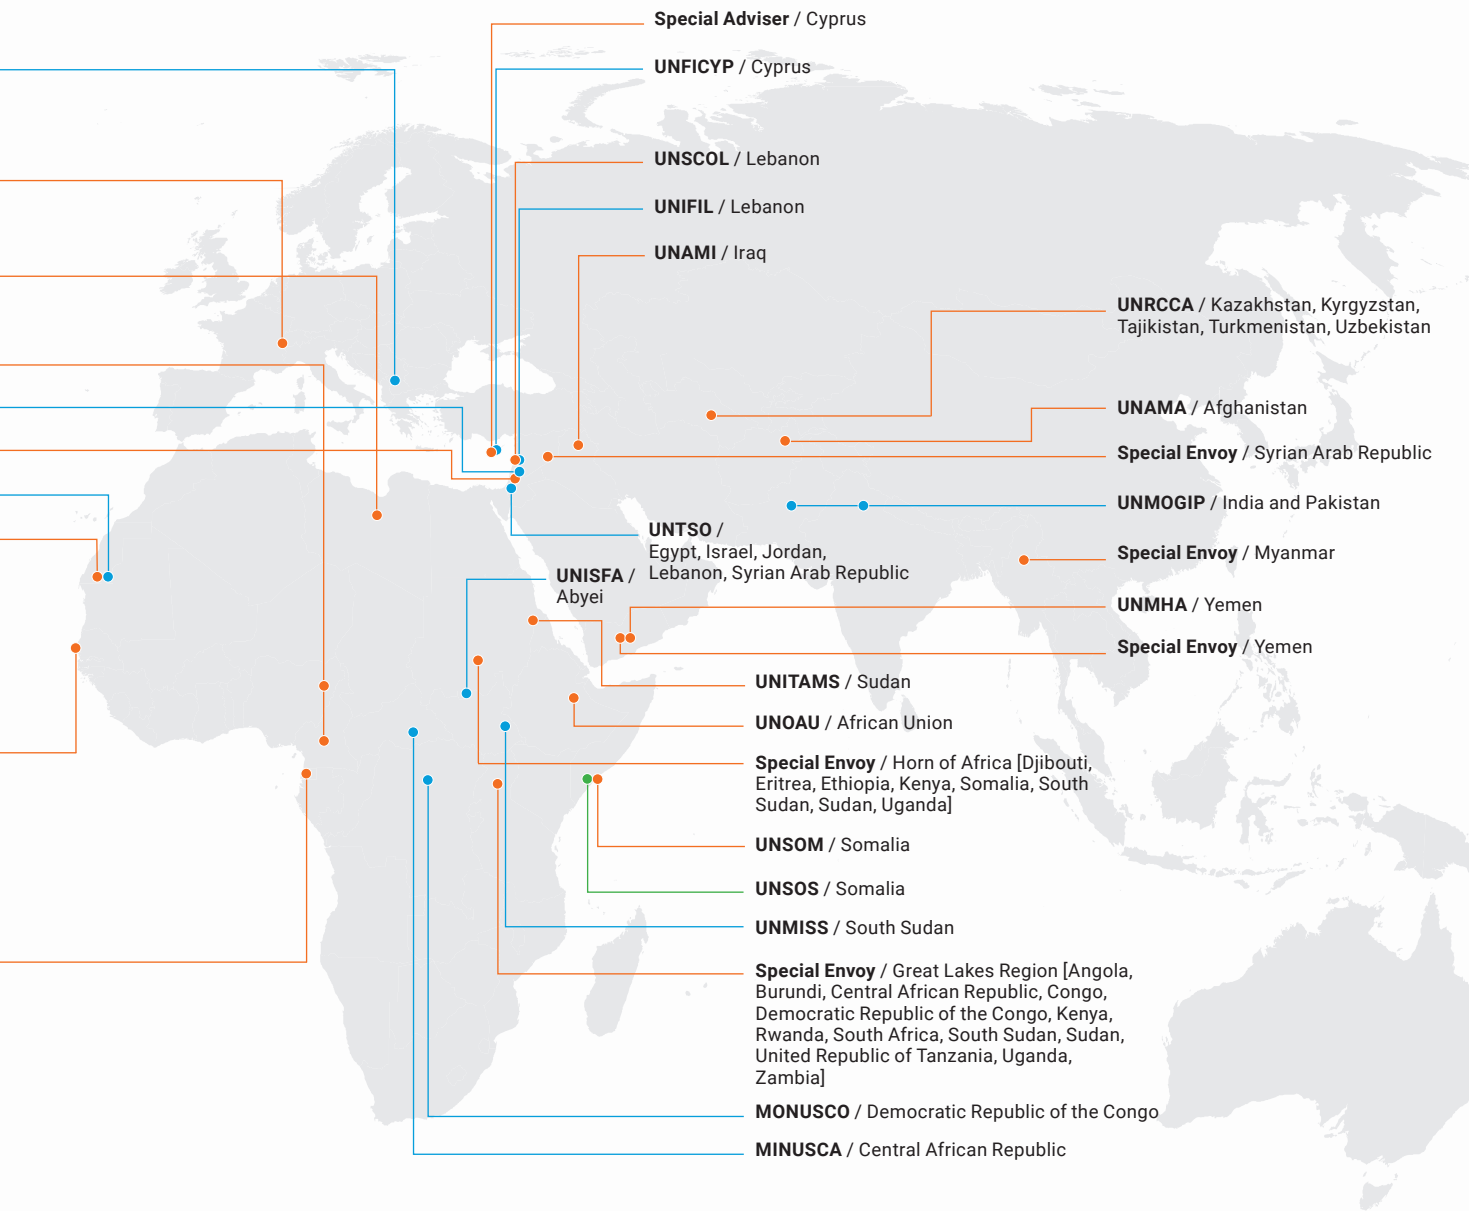 Special Adviser / Cyprus
UNFICYP / Cyprus
UNSCOL / Lebanon
UNIFIL / Lebanon
UNAMI / Iraq
UNRCCA / Kazakhstan, Kyrgyzstan,
Tajikistan, Turkmenistan, Uzbekistan
UNAMA / Afghanistan
Special Envoy / Syrian Arab Republic
UNMOGIP / India and Pakistan
UNTSO /
Egypt, Israel, Jordan,
Lebanon, Syrian Arab Republic
Special Envoy / Myanmar
UNISFA /
Abyei
UNMHA / Yemen
Special Envoy / Yemen
UNITAMS / Sudan
UNOAU / African Union
Special Envoy / Horn of Africa [Djibouti,
Eritrea, Ethiopia, Kenya, Somalia, South
Sudan, Sudan, Uganda]
UNSOM / Somalia
UNSOS / Somalia
UNMISS / South Sudan
Special Envoy / Great Lakes Region [Angola,
Burundi, Central African Republic, Congo,
Democratic Republic of the Congo, Kenya,
Rwanda, South Africa, South Sudan, Sudan,
United Republic of Tanzania, Uganda,
Zambia]
MONUSCO / Democratic Republic of the Congo
MINUSCA / Central African Republic